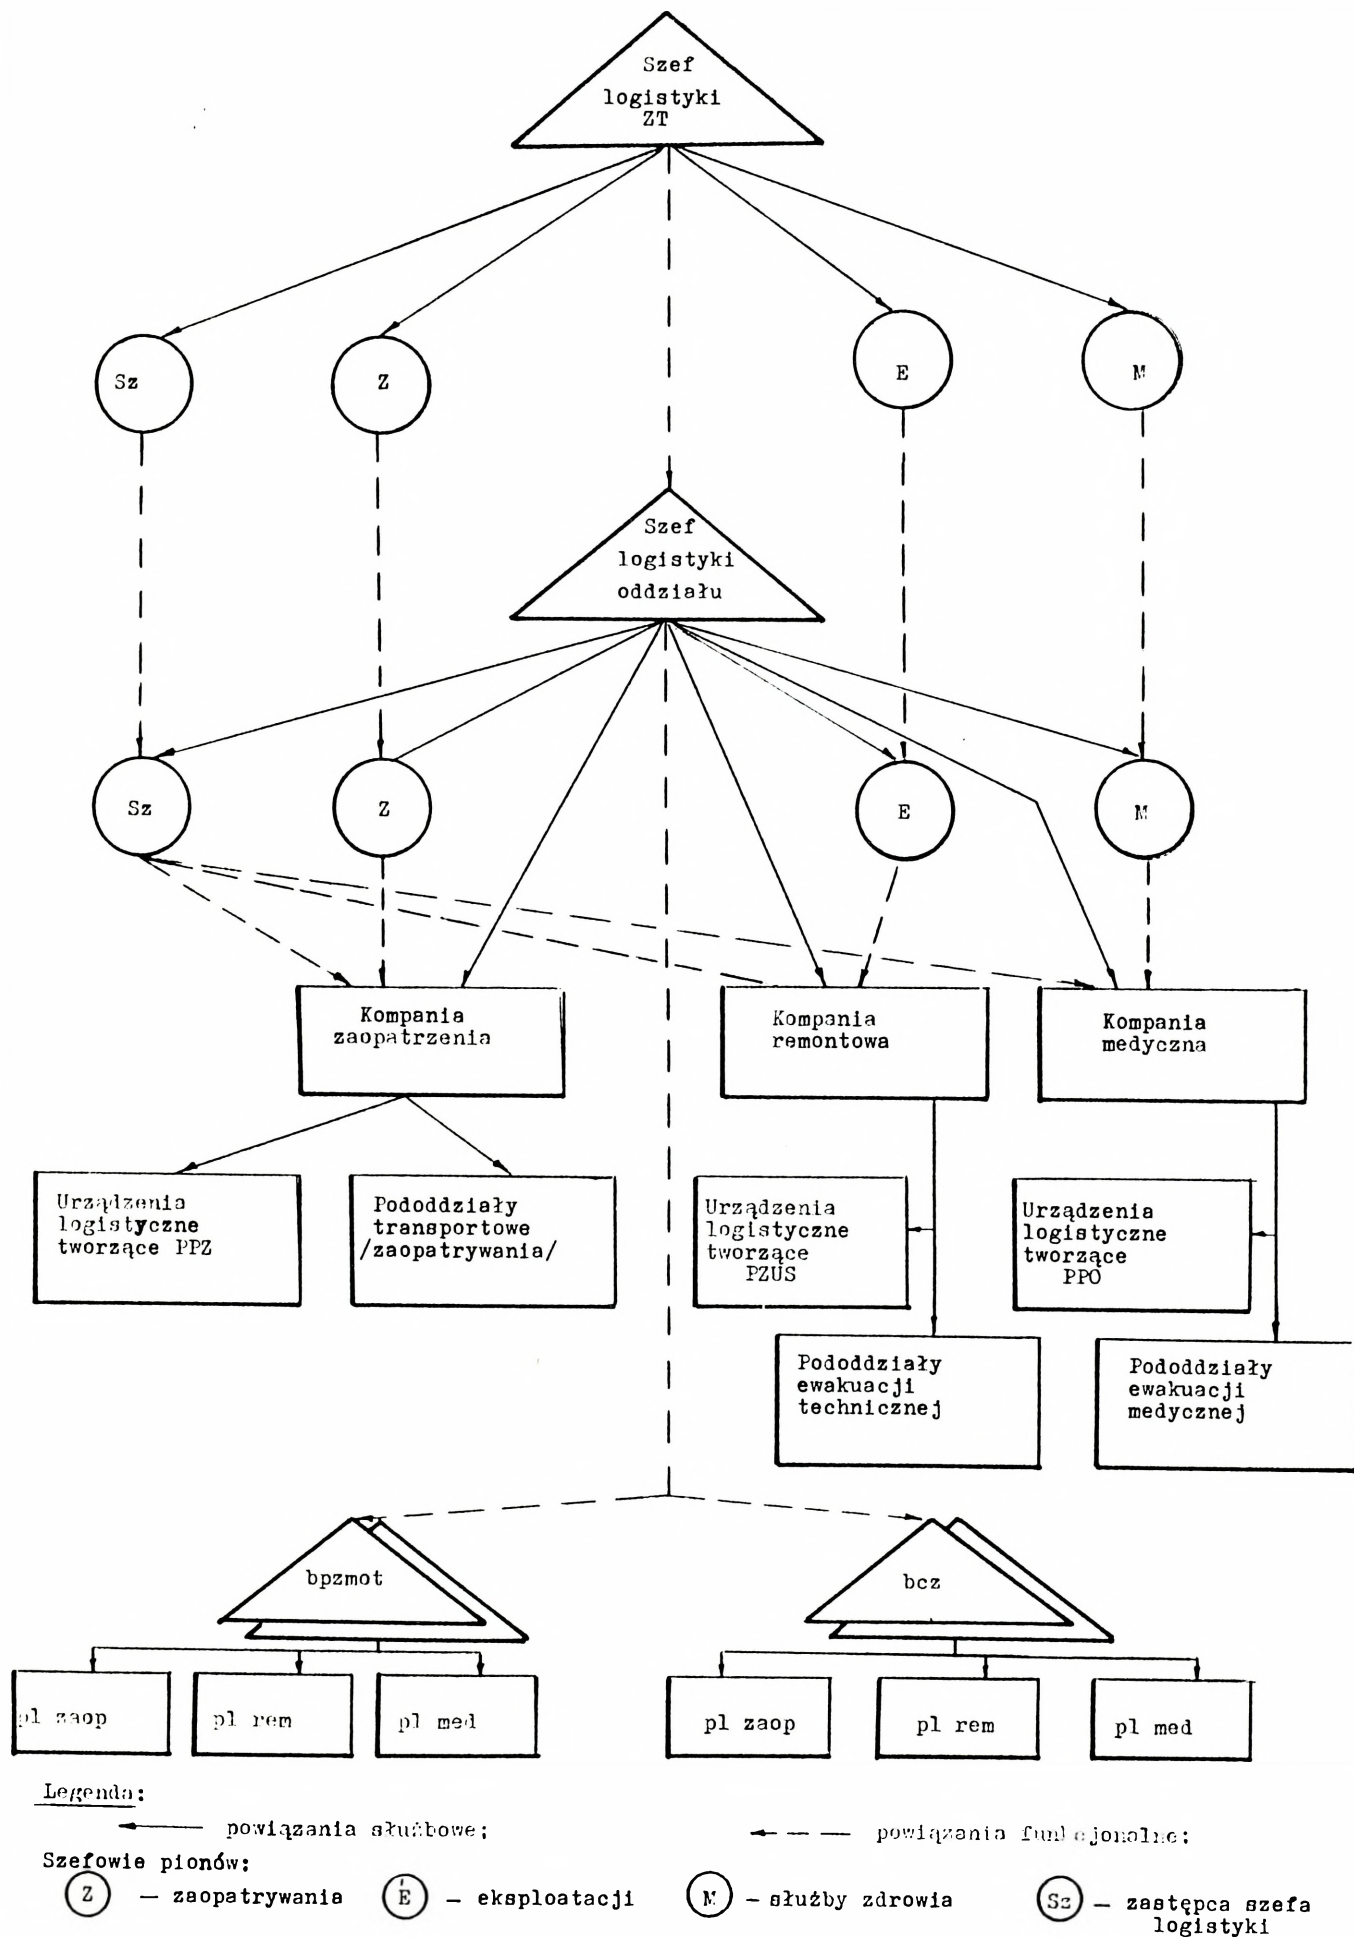 Szef
logistyki
ZT
Sz
Z
E
M
Szef
logistyki
oddziału
Sz
Z
E
M
Kompania
zaopatrzenia
Kompania
remontowa
Kompania
medyczna
Urządzenia
logistyczne
tworzące PPZ
Pododdziały
transportowe
/zaopatrywania/
Urządzenia
logistyczne
tworzące
PZUS
Urządzenia
logistyczne
tworzące
PPO
Pododdziały
ewakuacji
technicznej
Pododdziały
ewakuacji
medycznej
bpzmot
bcz
pl zaop
pl rem
pl med
pl zaop
pl rem
pl med
Legenda:
powiązania służbowe;
powiązania funkcjonalne;
Szefowie pionów:
Z – zaopatrywania
E – eksploatacji
M – służby zdrowia
Sz – zastępca szefa
logistyki